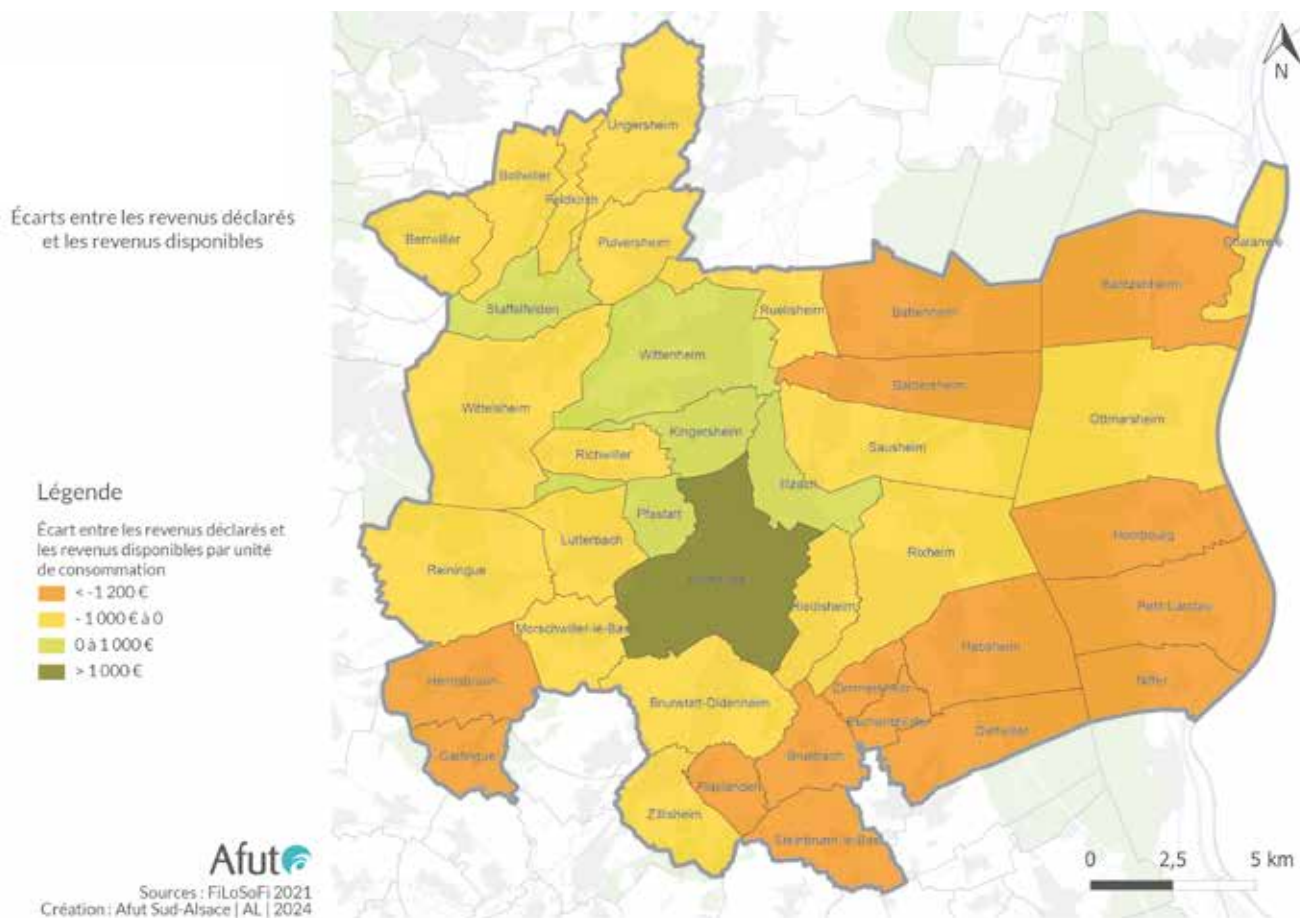 Écarts entre les revenus déclarés
et les revenus disponibles
Légende
Écart entre les revenus déclarés et
les revenus disponibles par unité
de consommation
< -1 200 €
- 1 000 € à 0
0 à 1 000 €
> 1 000 €
Afut
Sources : FiLoSoFi 2021
Création : Afut Sud-Alsace | AL | 2024
N
Ungersheim
Bollwiller
Feldkirch
Berrwiller
Pulversheim
Staffelfelden
Ruelisheim
Battenheim
Bantzenheim
Wittenheim
Baldersheim
Wittelsheim
Ottmarsheim
Kingersheim
Sausheim
Richwiller
Illzach
Pfastatt
Hombourg
Lutterbach
Rixheim
Reiningue
Riedisheim
Petit-Landau
Morschwiller-le-Bas
Habsheim
Heimsbrunn
Niffer
Zimmersheim
Brunstatt-Didenheim
Eschentzwiller
Dietwiller
Galfingue
Bruebach
Flaxlanden
Zillisheim
Steinbrunn-le-Bas
0 2,5 5 km